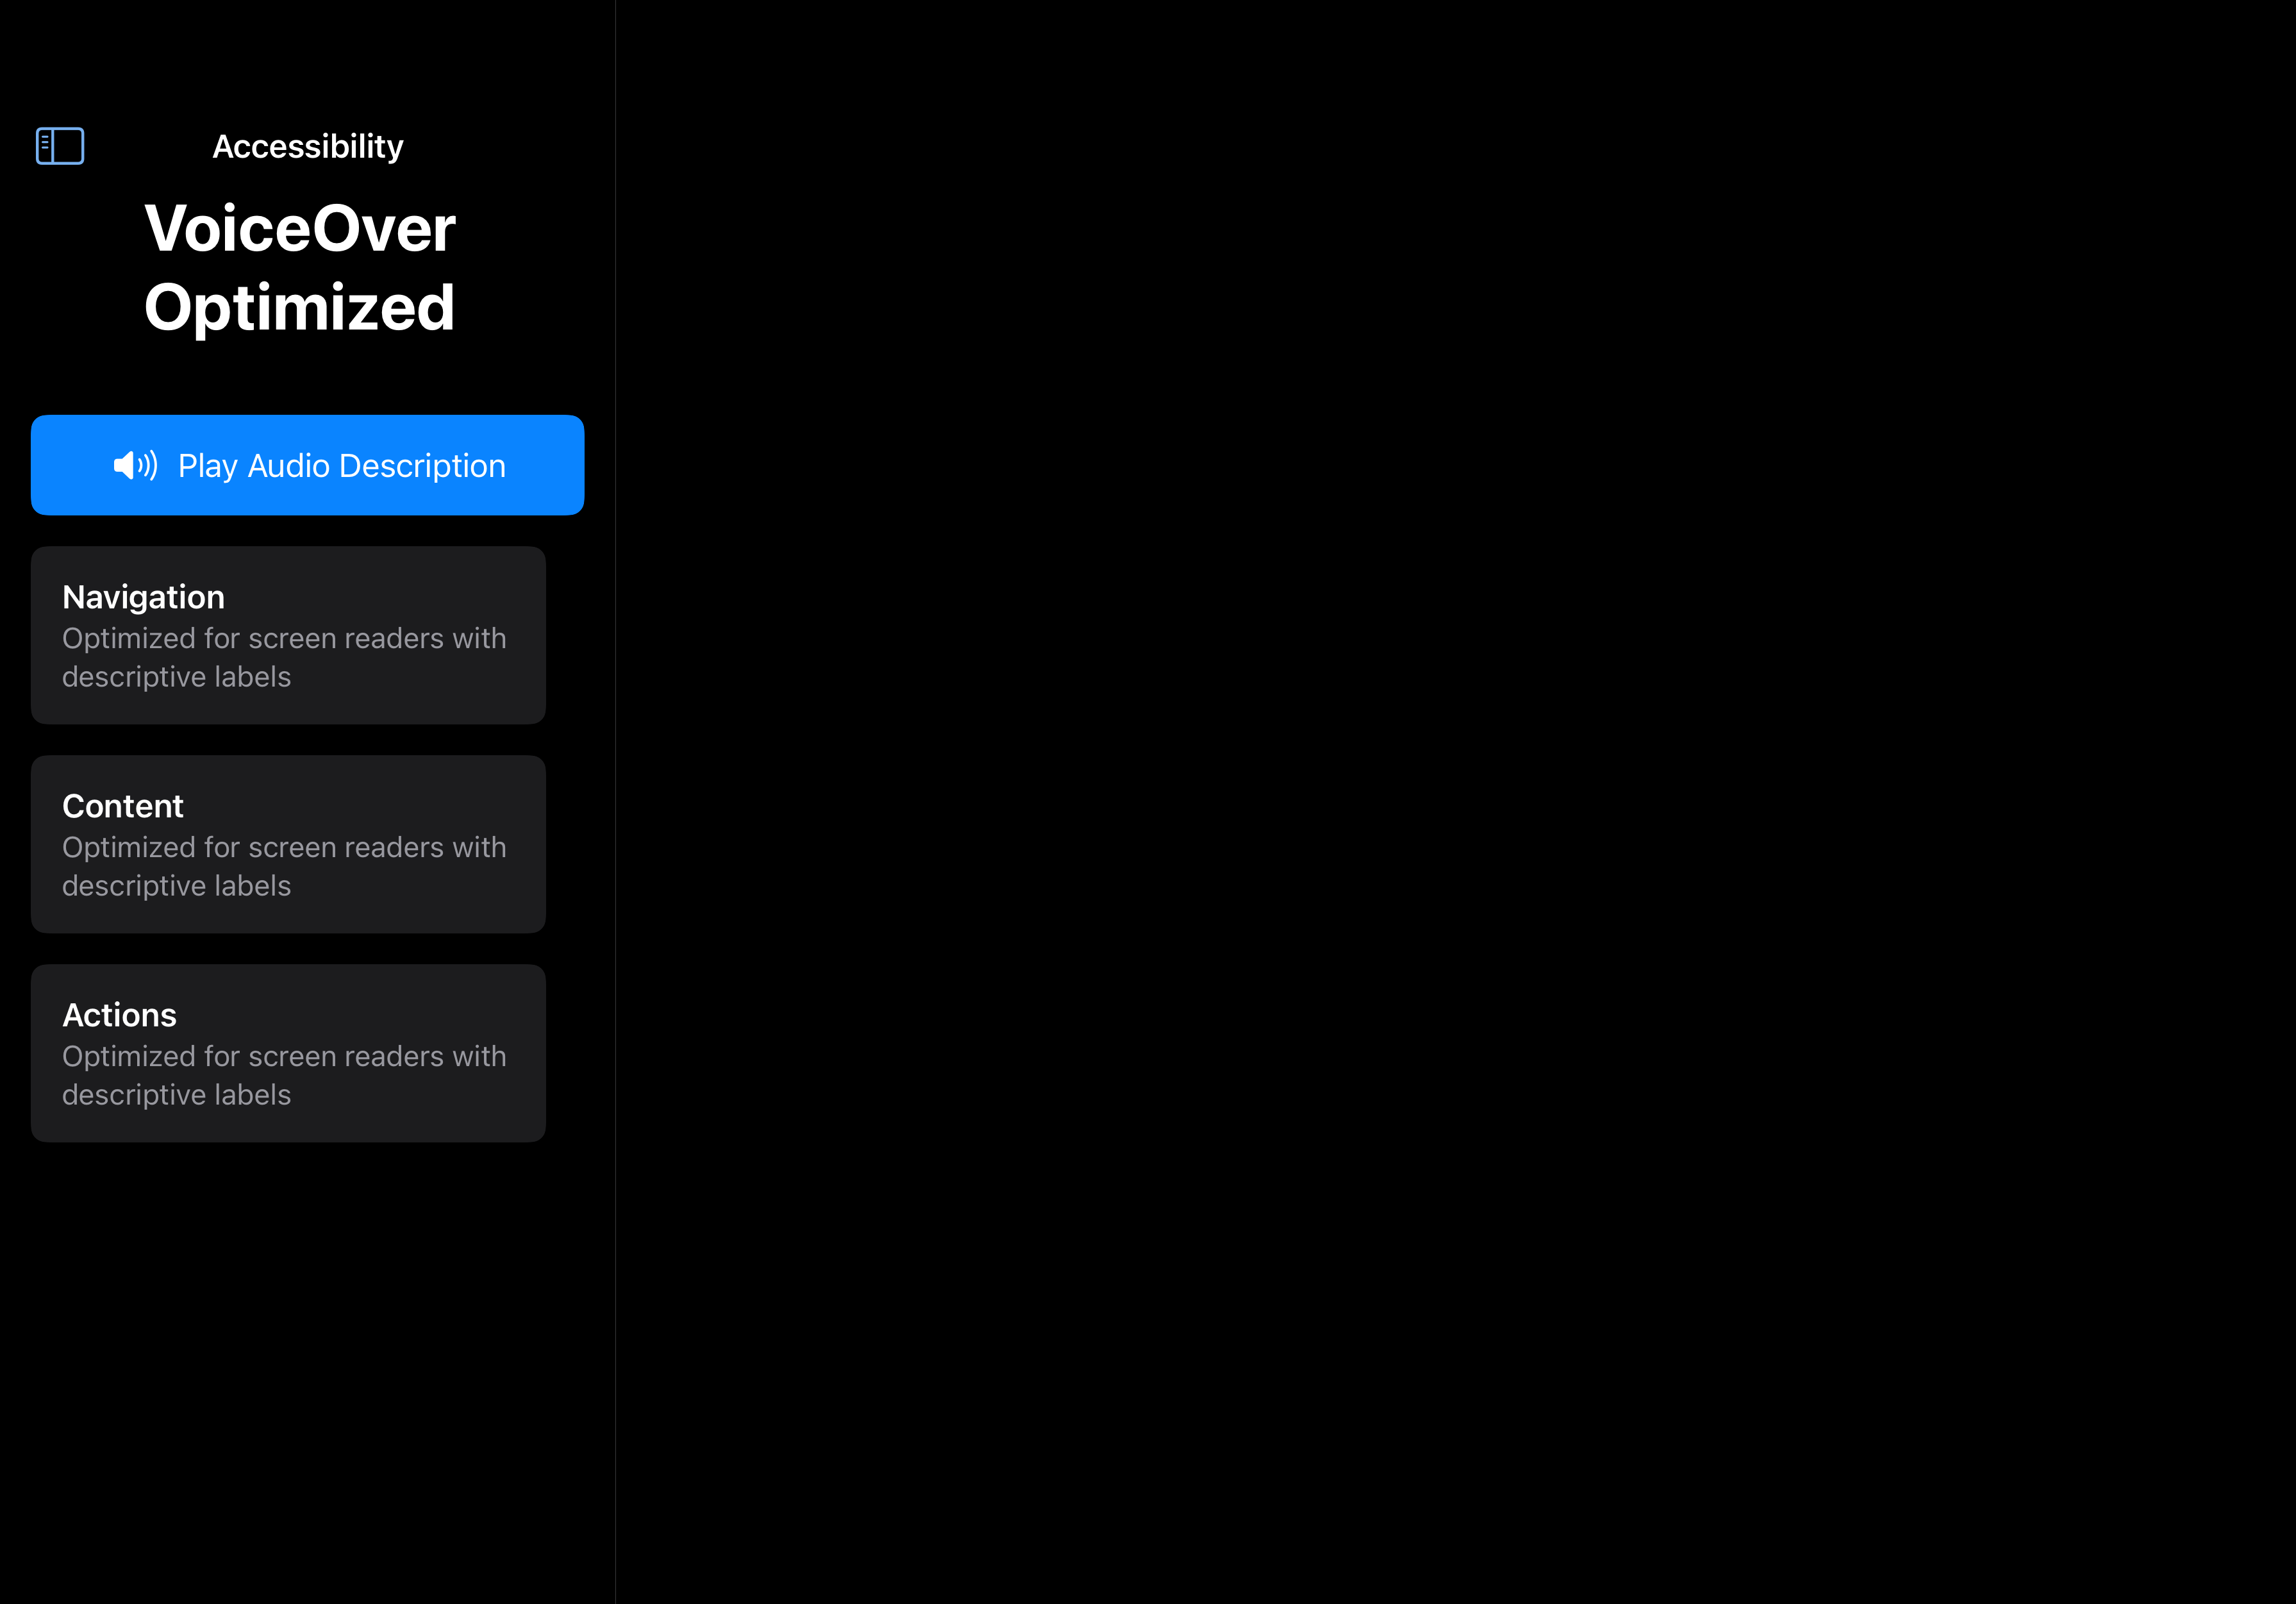 Accessibility
VoiceOver
Optimized
Play Audio Description
Navigation
Optimized for screen readers with
descriptive labels
Content
Optimized for screen readers with
descriptive labels
Actions
Optimized for screen readers with
descriptive labels